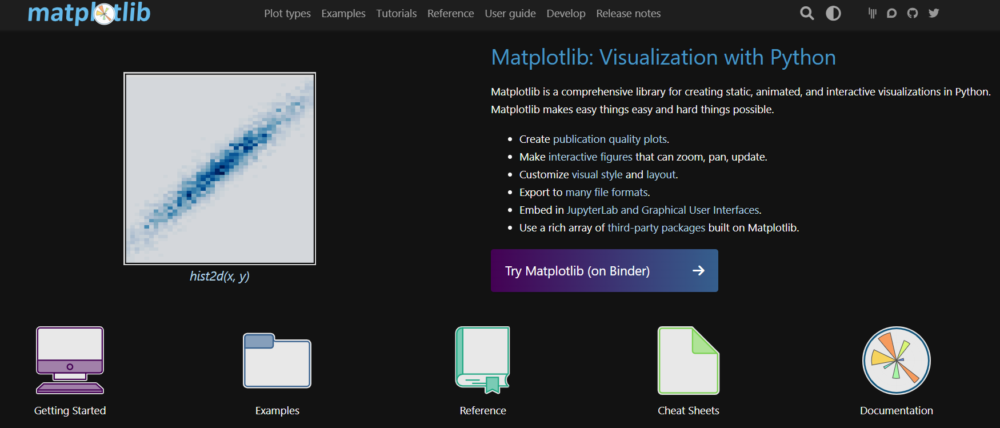 matplotlib
Plot types Examples Tutorials Reference User guide Develop Release notes
Matplotlib: Visualization with Python
Matplotlib is a comprehensive library for creating static, animated, and interactive visualizations in Python.
Matplotlib makes easy things easy and hard things possible.
Create publication quality plots.
Make interactive figures that can zoom, pan, update.
Customize visual style and layout.
Export to many file formats.
Embed in JupyterLab and Graphical User Interfaces.
Use a rich array of third-party packages built on Matplotlib.
Try Matplotlib (on Binder)
hist2d(x, y)
Getting Started
Examples
Reference
Cheat Sheets
Documentation